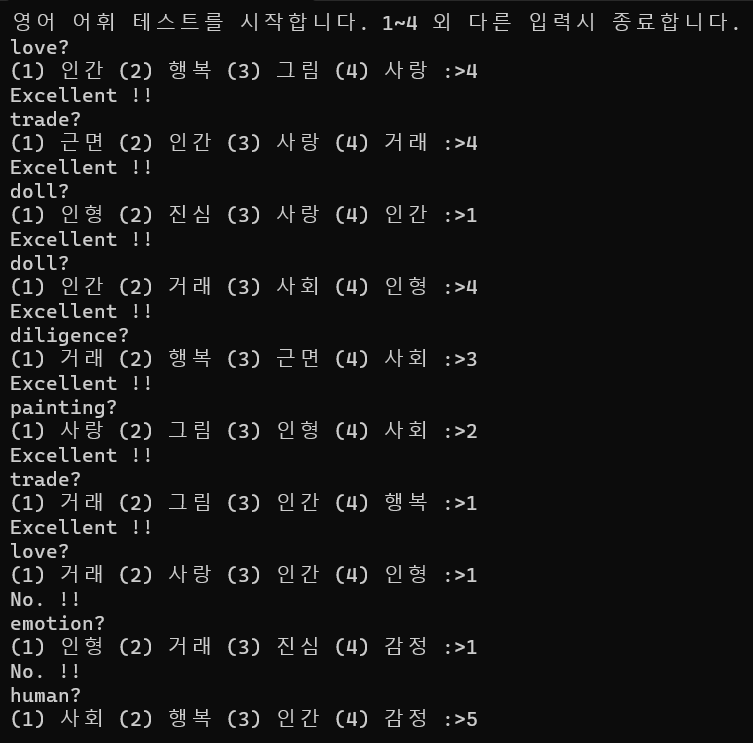 영어 어휘 테스트를 시작합니다. 1~4 외 다른 입력시 종료합니다.
love?
(1) 인간 (2) 행복 (3) 그림 (4) 사랑 :>4
Excellent !!
trade?
(1) 근면 (2) 인간 (3) 사랑 (4) 거래 :>4
Excellent !!
doll?
(1) 인형 (2) 진심 (3) 사랑 (4) 인간 :>1
Excellent !!
doll?
(1) 인간 (2) 거래 (3) 사회 (4) 인형 :>4
Excellent !!
diligence?
(1) 거래 (2) 행복 (3) 근면 (4) 사회 :>3
Excellent !!
painting?
(1) 사랑 (2) 그림 (3) 인형 (4) 사회 :>2
Excellent !!
trade?
(1) 거래 (2) 그림 (3) 인간 (4) 행복 :>1
Excellent !!
love?
(1) 거래 (2) 사랑 (3) 인간 (4) 인형 :>1
No. !!
emotion?
(1) 인형 (2) 거래 (3) 진심 (4) 감정 :>1
No. !!
human?
(1) 사회 (2) 행복 (3) 인간 (4) 감정 :>5